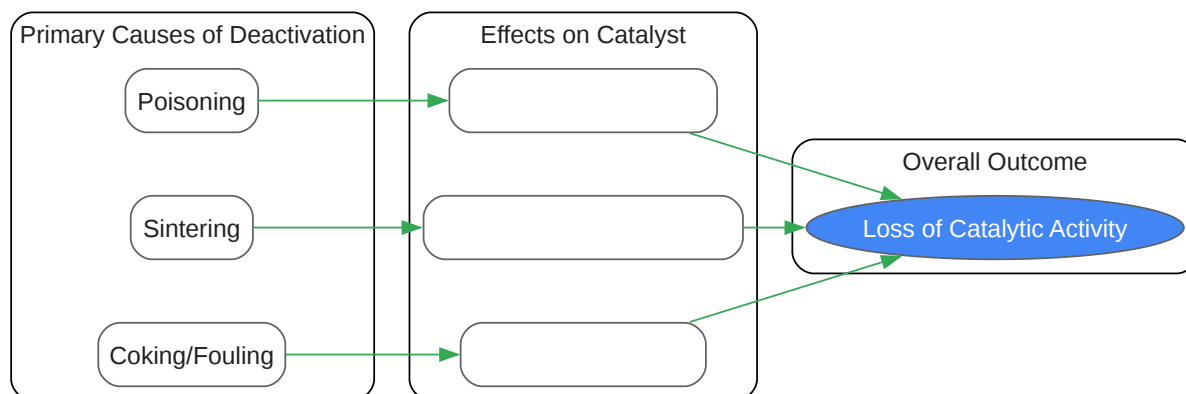 Primary Causes of Deactivation
Poisoning
Sintering
Coking/Fouling
Effects on Catalyst
Overall Outcome
Loss of Catalytic Activity